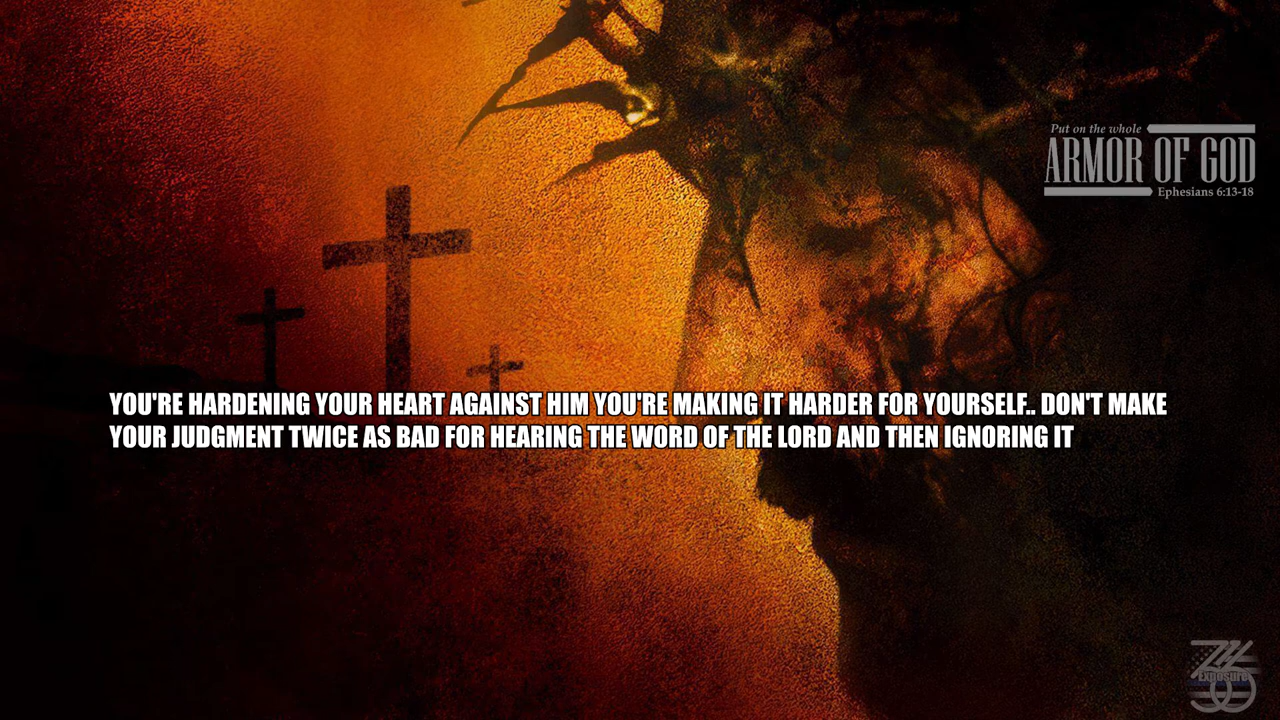 Put on the whole
ARMOR OF GOD
Ephesians 6:13-18
YOU'RE HARDENING YOUR HEART AGAINST HIM YOU'RE MAKING IT HARDER FOR YOURSELF.. DON'T MAKE
YOUR JUDGMENT TWICE AS BAD FOR HEARING THE WORD OF THE LORD AND THEN IGNORING IT
Exposure